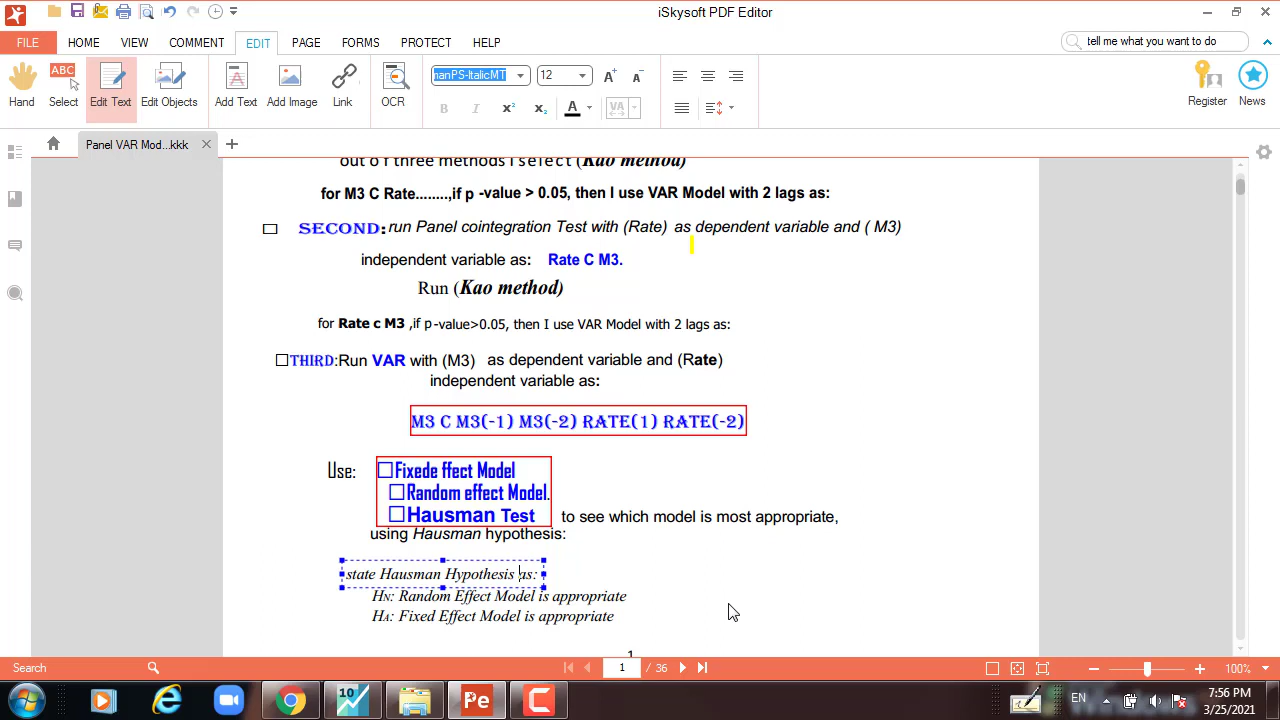 iSkysoft PDF Editor
FILE HOME VIEW COMMENT EDIT PAGE FORMS PROTECT HELP tell me what you want to do
Hand Select Edit Text Edit Objects Add Text Add Image Link OCR nanPS-ItalicMT 12 Register News
Panel VAR Mod...kkk
out of three methods I select (Kao method)
for M3 C Rate........,if p -value > 0.05, then I use VAR Model with 2 lags as:
SECOND: run Panel cointegration Test with (Rate) as dependent variable and ( M3)
independent variable as: Rate C M3.
Run (Kao method)
for Rate c M3 ,if p-value>0.05, then I use VAR Model with 2 lags as:
THIRD:Run VAR with (M3) as dependent variable and (Rate)
independent variable as:
M3 C M3(-1) M3(-2) RATE(1) RATE(-2)
Use: Fixede ffect Model
Random effect Model.
Hausman Test to see which model is most appropriate,
using Hausman hypothesis:
state Hausman Hypothesis as:
HN: Random Effect Model is appropriate
HA: Fixed Effect Model is appropriate
1
Search 1 / 36 100%
EN 7:56 PM
3/25/2021